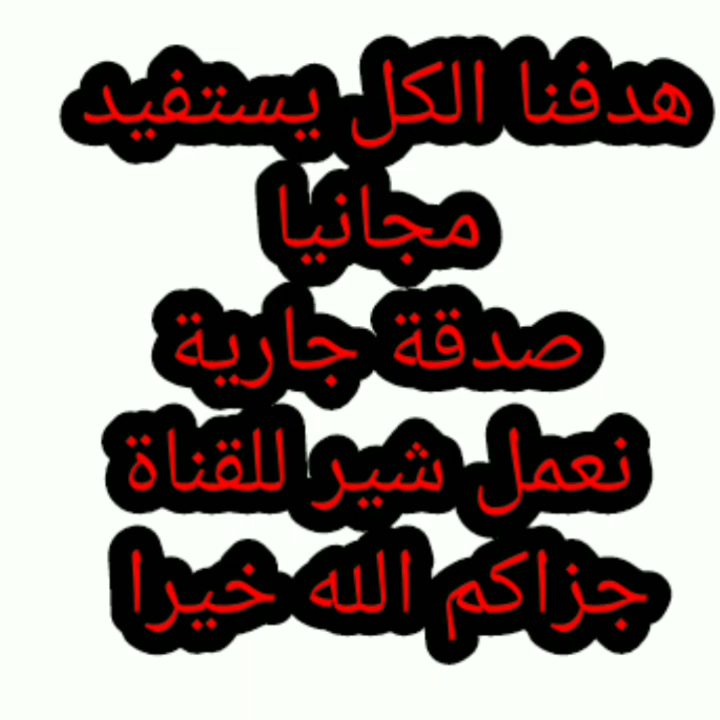 هدفنا الكل يستفيد
مجانيا
صدقة جارية
نعمل شير للقناة
جزاكم الله خيرا